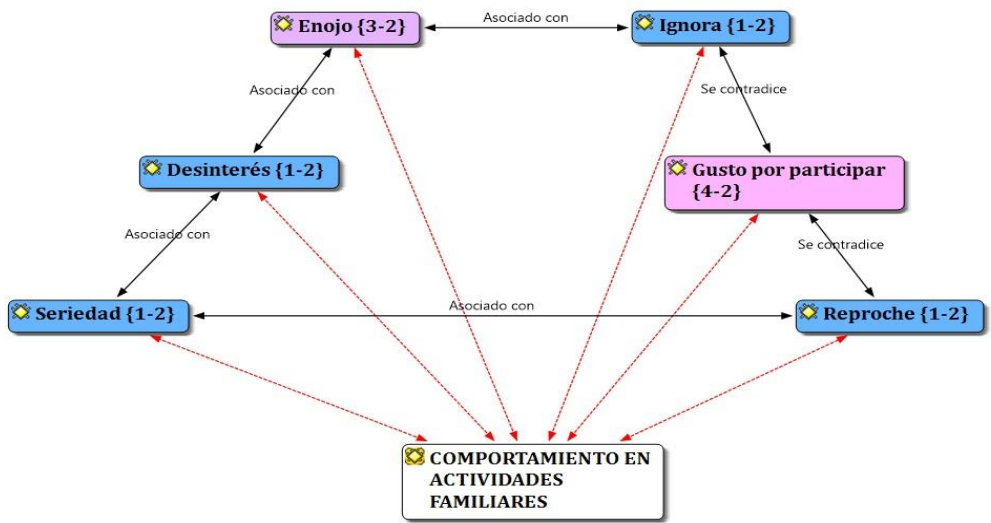 Enojo {3-2}
Asociado con
Ignora {1-2}
Asociado con
Se contradice
Desinterés {1-2}
Gusto por participar
{4-2}
Asociado con
Se contradice
Seriedad {1-2}
Asociado con
Reproche {1-2}
COMPORTAMIENTO EN
ACTIVIDADES
FAMILIARES